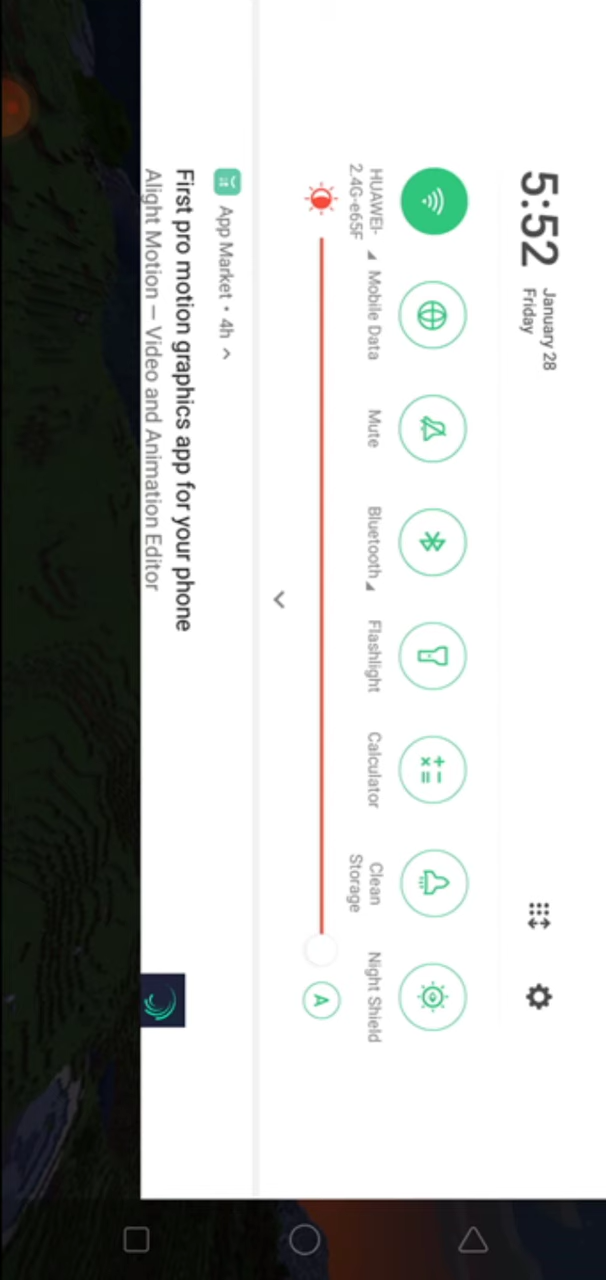 5:52
January 28
Friday
HUAWEI-
2.4G-e65F
Mobile Data
Mute
Bluetooth
Flashlight
Calculator
Clean
Storage
Night Shield
A
App Market • 4h
First pro motion graphics app for your phone
Alight Motion — Video and Animation Editor